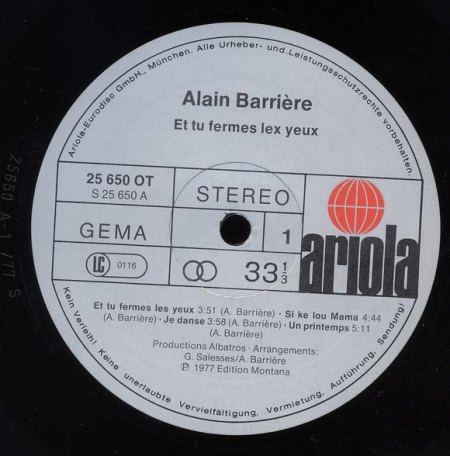 Ariola-Eurodisc GmbH., München. Alle Urheber- und Leistungsschutzrechte vorbehalten.
Alain Barrière
Et tu fermes lex yeux
25 650 OT
S 25 650 A
STEREO
GEMA
1
LC 0116
33 1/3
ariola
Et tu fermes les yeux 3:51 (A. Barrière) · Si ke lou Mama 4:44
(A. Barrière) · Je danse 3:58 (A. Barrière) · Un printemps 5:11
(A. Barrière)
Productions Albatros · Arrangements:
G. Salesses/A. Barrière
℗ 1977 Edition Montana
Kein Verleih! Keine unerlaubte Vervielfältigung, Vermietung, Aufführung, Sendung!
25650 A-1 /77 S